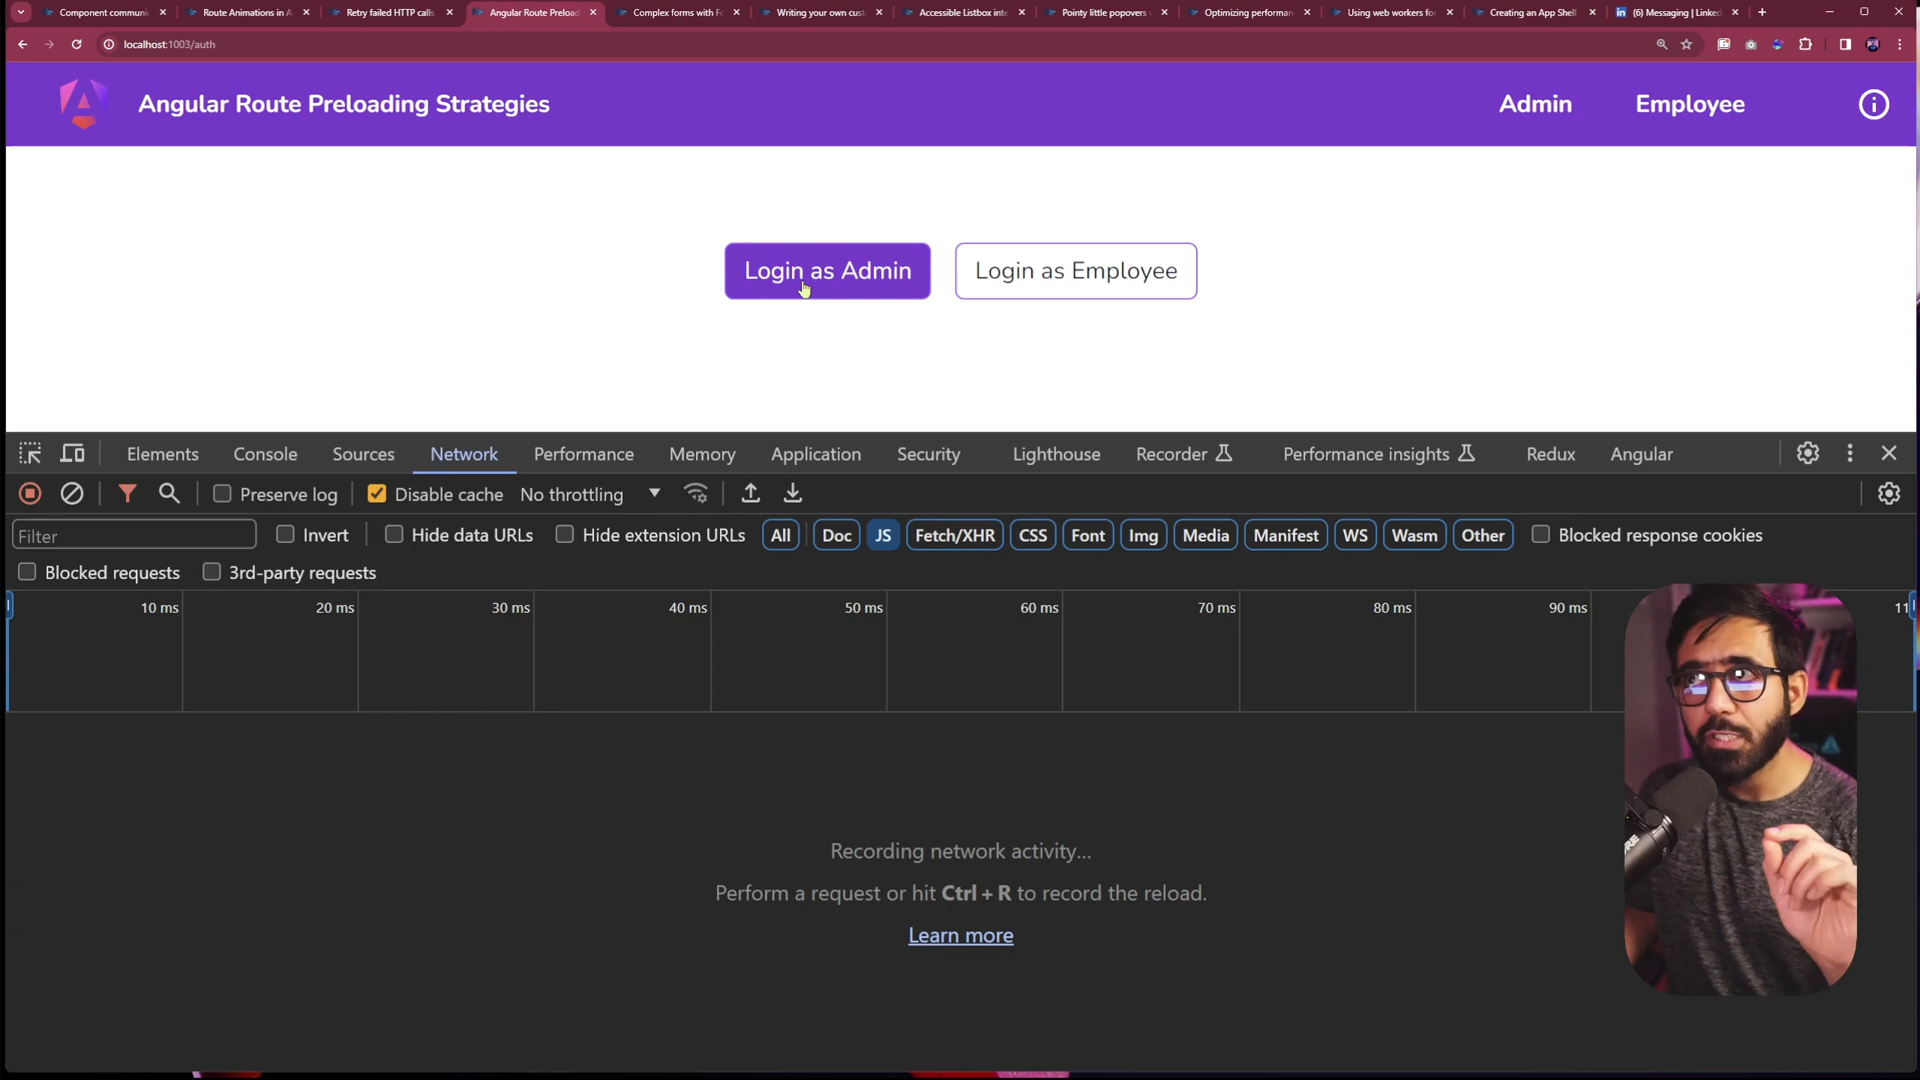 Component communi
Route Animations in A
Retry failed HTTP calls
Angular Route Preload
Complex forms with Fo
Writing your own cust
Accessible Listbox inte
Pointy little popovers v
Optimizing performan
Using web workers for
Creating an App Shell
(6) Messaging | Linked
localhost:1003/auth
Angular Route Preloading Strategies
Admin
Employee
Login as Admin
Login as Employee
Elements
Console
Sources
Network
Performance
Memory
Application
Security
Lighthouse
Recorder
Performance insights
Redux
Angular
Preserve log
Disable cache
No throttling
Filter
Invert
Hide data URLs
Hide extension URLs
All
Doc
JS
Fetch/XHR
CSS
Font
Img
Media
Manifest
WS
Wasm
Other
Blocked response cookies
Blocked requests
3rd-party requests
10 ms
20 ms
30 ms
40 ms
50 ms
60 ms
70 ms
80 ms
90 ms
11
Recording network activity…
Perform a request or hit Ctrl + R to record the reload.
Learn more